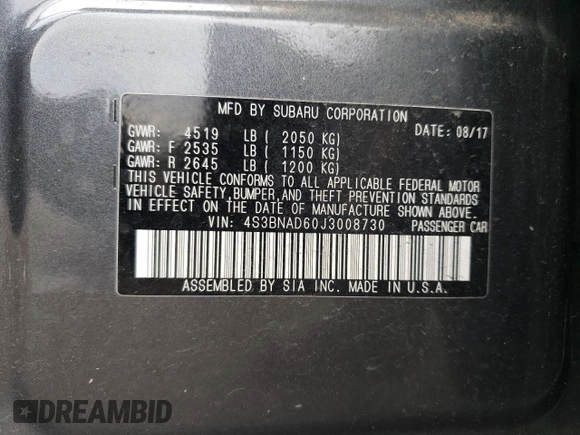 MFD BY SUBARU CORPORATION
GVWR: 4519 LB ( 2050 KG) DATE: 08/17
GAWR: F 2535 LB ( 1150 KG)
GAWR: R 2645 LB ( 1200 KG)
THIS VEHICLE CONFORMS TO ALL APPLICABLE FEDERAL MOTOR
VEHICLE SAFETY,BUMPER,AND THEFT PREVENTION STANDARDS
IN EFFECT ON THE DATE OF MANUFACTURE SHOWN ABOVE.
VIN: 4S3BNAD60J3008730 PASSENGER CAR
ASSEMBLED BY SIA INC. MADE IN U.S.A.
DREAMBID